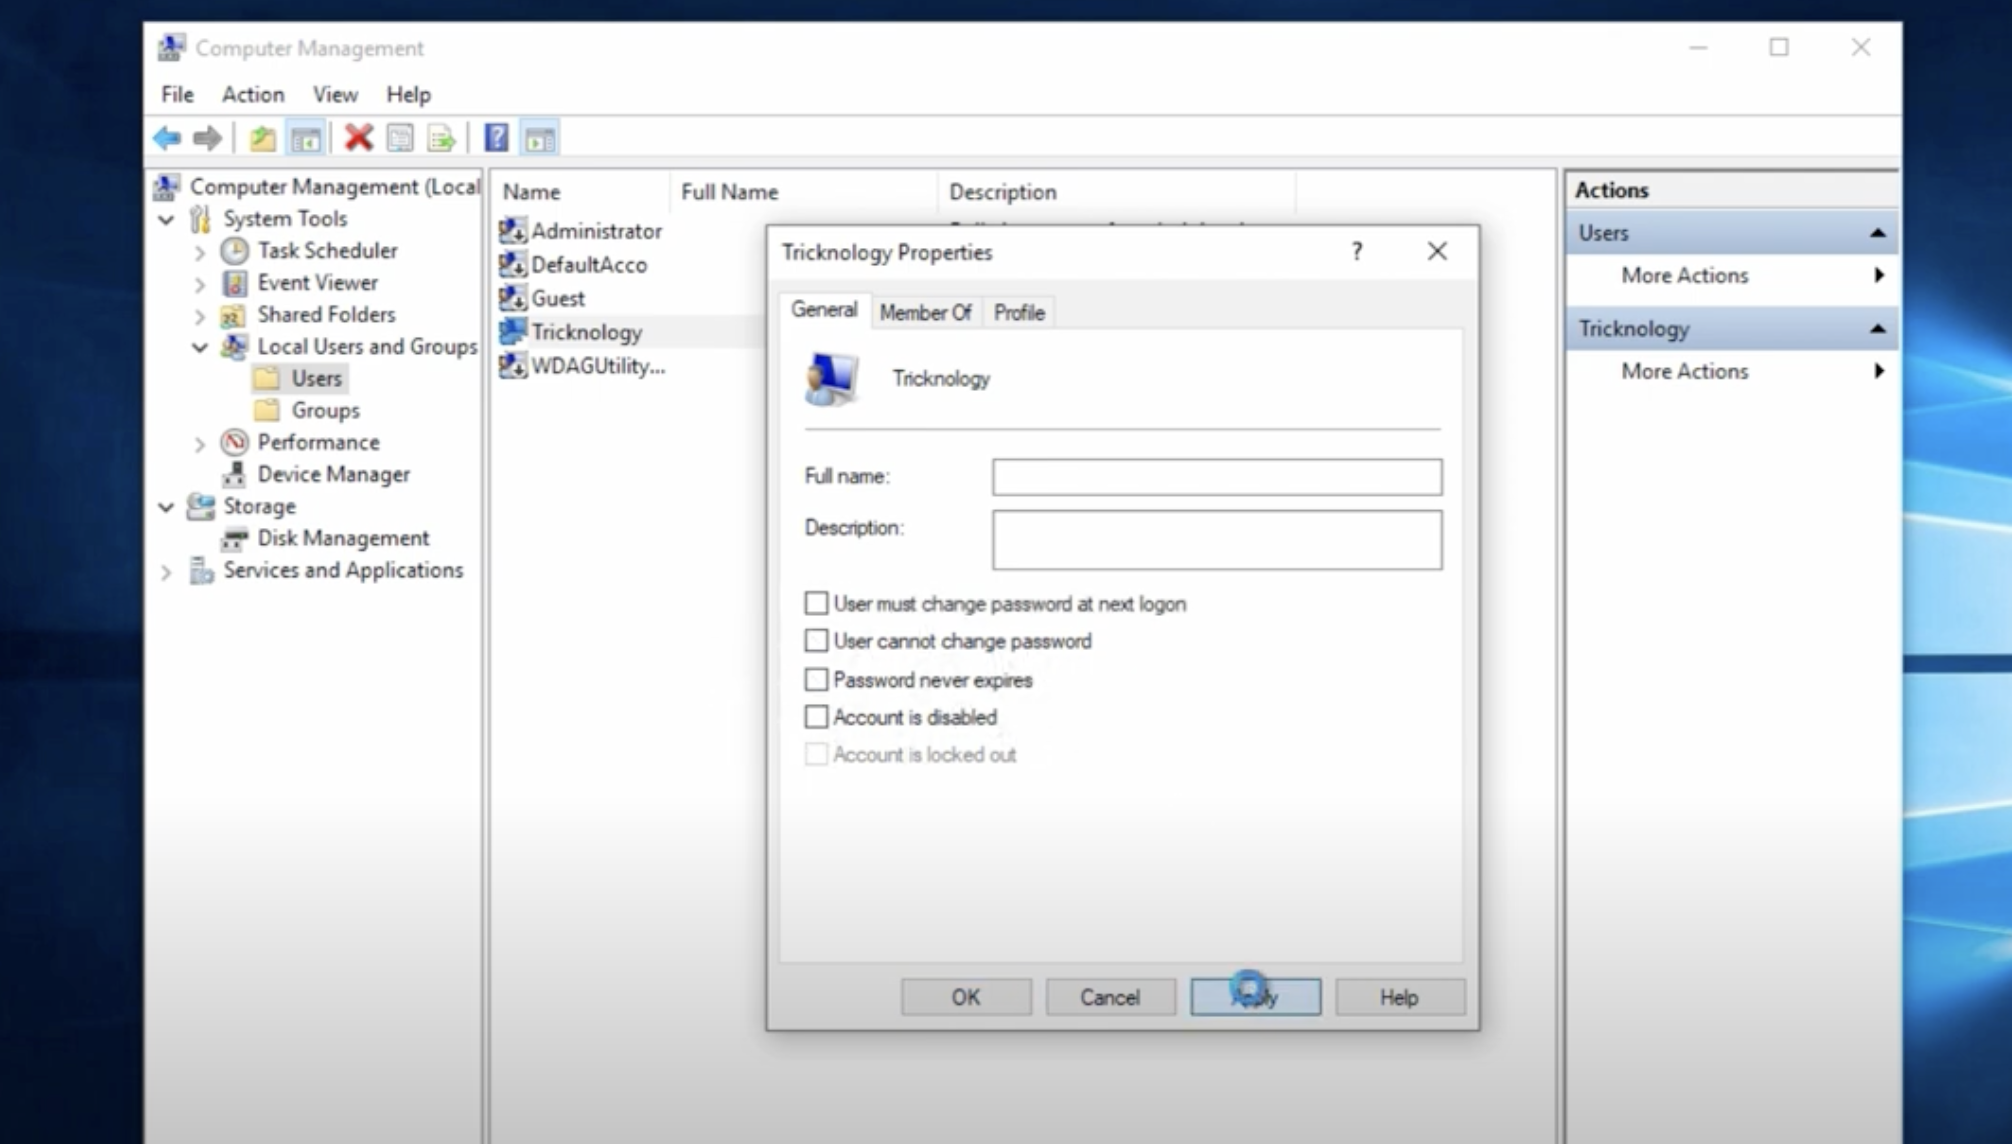 Computer Management
File Action View Help
Computer Management (Local
System Tools
Task Scheduler
Event Viewer
Shared Folders
Local Users and Groups
Users
Groups
Performance
Device Manager
Storage
Disk Management
Services and Applications
Name Full Name Description
Administrator
DefaultAcco
Guest
Tricknology
WDAGUtility...
Tricknology Properties ?
General Member Of Profile
Tricknology
Full name:
Description:
User must change password at next logon
User cannot change password
Password never expires
Account is disabled
Account is locked out
OK Cancel Apply Help
Actions
Users
More Actions
Tricknology
More Actions